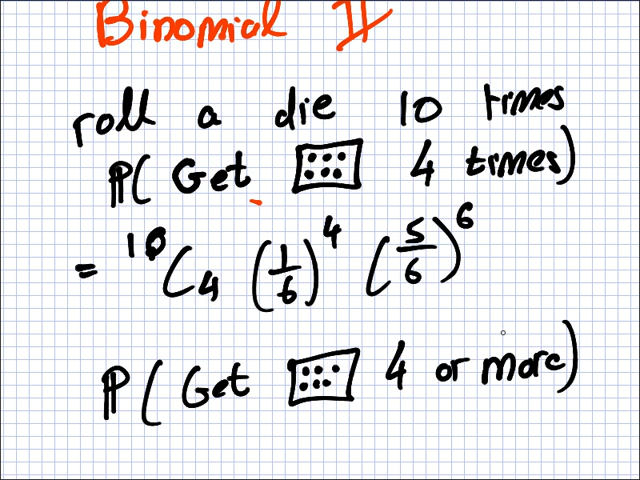 Binomial II
roll a die 10 times
ℙ( Get ⚅ 4 times)
= ¹⁰C₄ (1/6)⁴ (5/6)⁶
ℙ( Get ⚅ 4 or more)